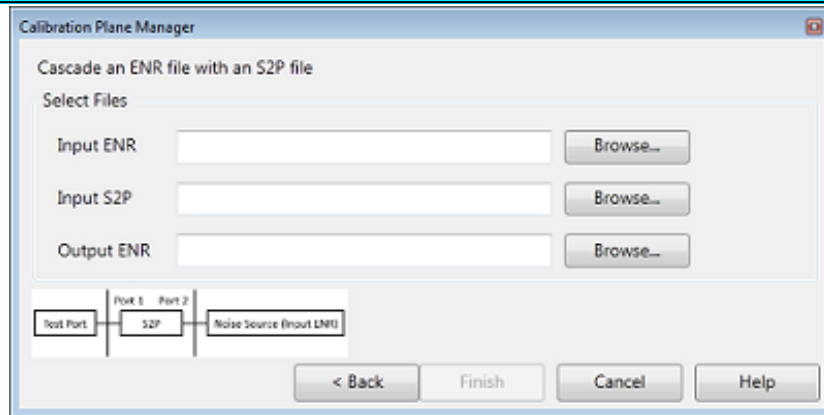 Calibration Plane Manager
Cascade an ENR file with an S2P file
Select Files
Input ENR Browse...
Input S2P Browse...
Output ENR Browse...
Port 1 Port 2
Test Port S2P Noise Source (Input ENR)
< Back Finish Cancel Help